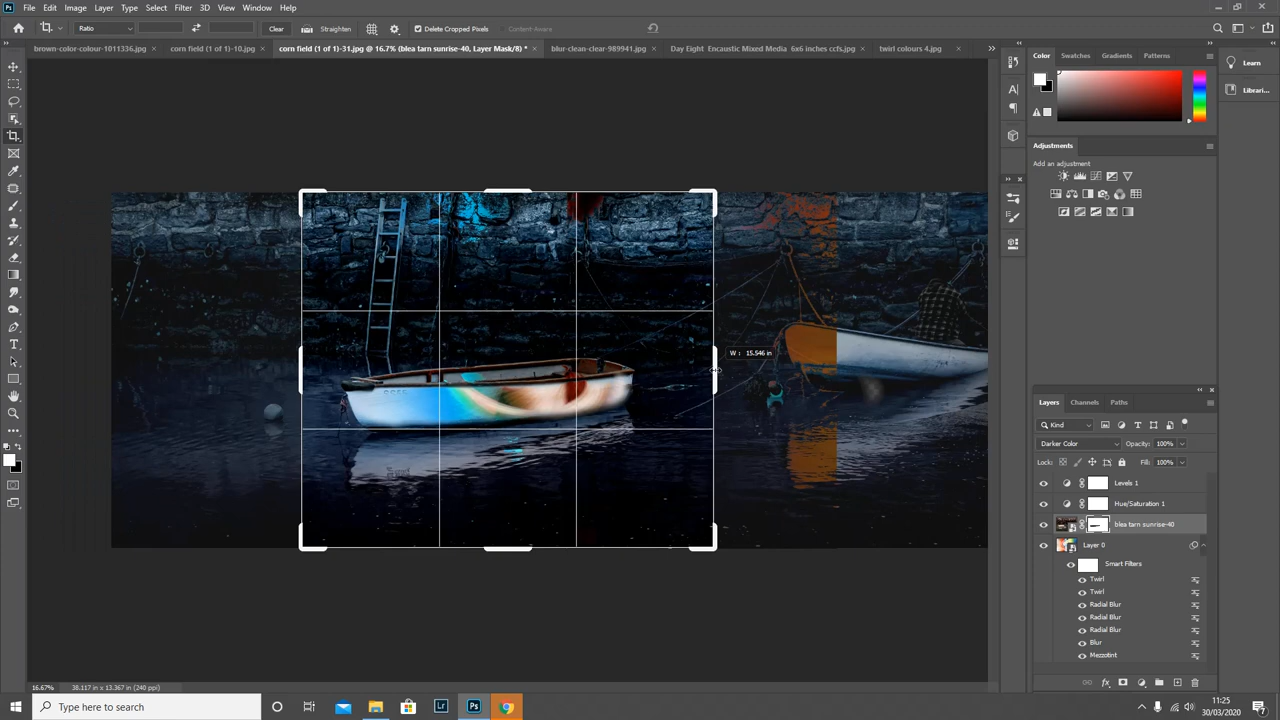 File Edit Image Layer Type Select Filter 3D View Window Help
Ratio Clear Straighten Delete Cropped Pixels Content Aware
brown-color-colour-1011336.jpg × corn field (1 of 1)-10.jpg × corn field (1 of 1)-31.jpg @ 16.7% (blea tarn sunrise-40, Layer Mask/8) * × blur-clean-clear-989941.jpg × Day Eight Encaustic Mixed Media 6x6 inches ccfs.jpg × twirl colours 4.jpg ×
Color Swatches Gradients Patterns
Learn
Librari...
Adjustments
Add an adjustment
W : 15.546 in
Layers Channels Paths
Kind
Darker Color Opacity: 100%
Lock: Fill: 100%
Levels 1
Hue/Saturation 1
blea tarn sunrise-40
Layer 0
Smart Filters
Twirl
Twirl
Radial Blur
Radial Blur
Radial Blur
Blur
Mezzotint
16.67% 38.117 in x 13.367 in (240 ppi)
Type here to search
Lr
Ps
11:25
30/03/2020